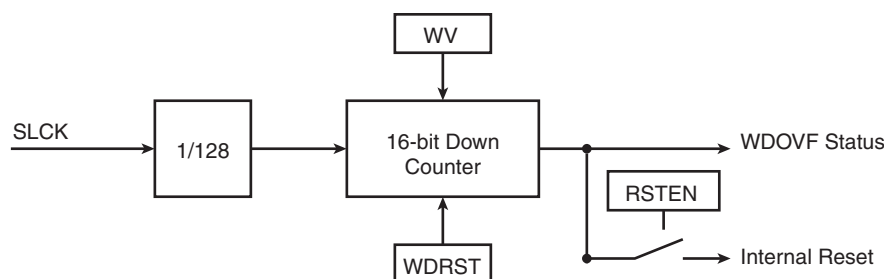 WV
SLCK
1/128
16-bit Down
Counter
WDOVF Status
RSTEN
WDRST
Internal Reset